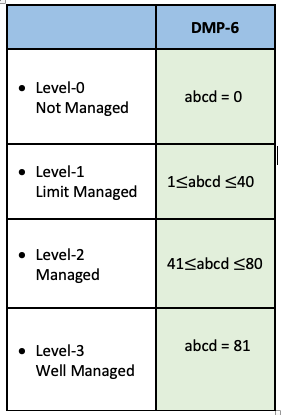 DMP-6
• Level-0
Not Managed
abcd = 0
• Level-1
Limit Managed
1≤abcd ≤40
• Level-2
Managed
41≤abcd ≤80
• Level-3
Well Managed
abcd = 81